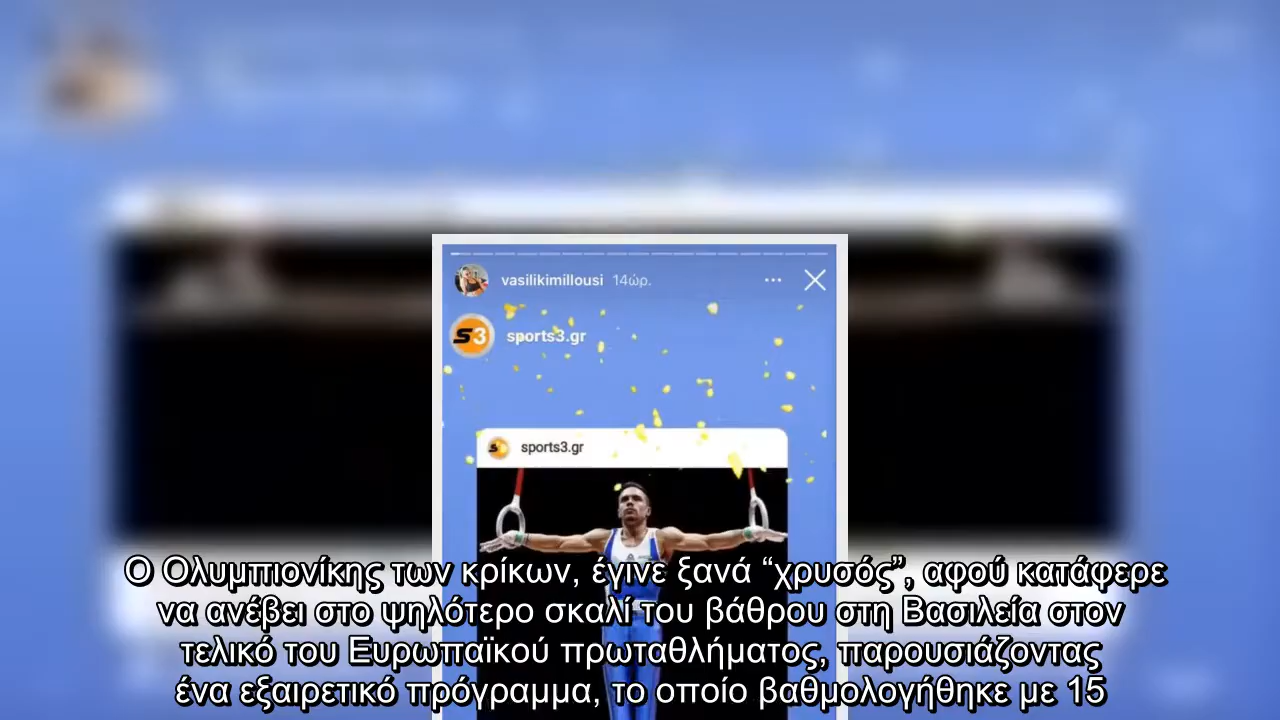 vasilikimillousi 14ώρ.
S3 sports3.gr
sports3.gr
Ο Ολυμπιονίκης των κρίκων, έγινε ξανά “χρυσός”, αφού κατάφερε
να ανέβει στο ψηλότερο σκαλί του βάθρου στη Βασιλεία στον
τελικό του Ευρωπαϊκού πρωταθλήματος, παρουσιάζοντας
ένα εξαιρετικό πρόγραμμα, το οποίο βαθμολογήθηκε με 15